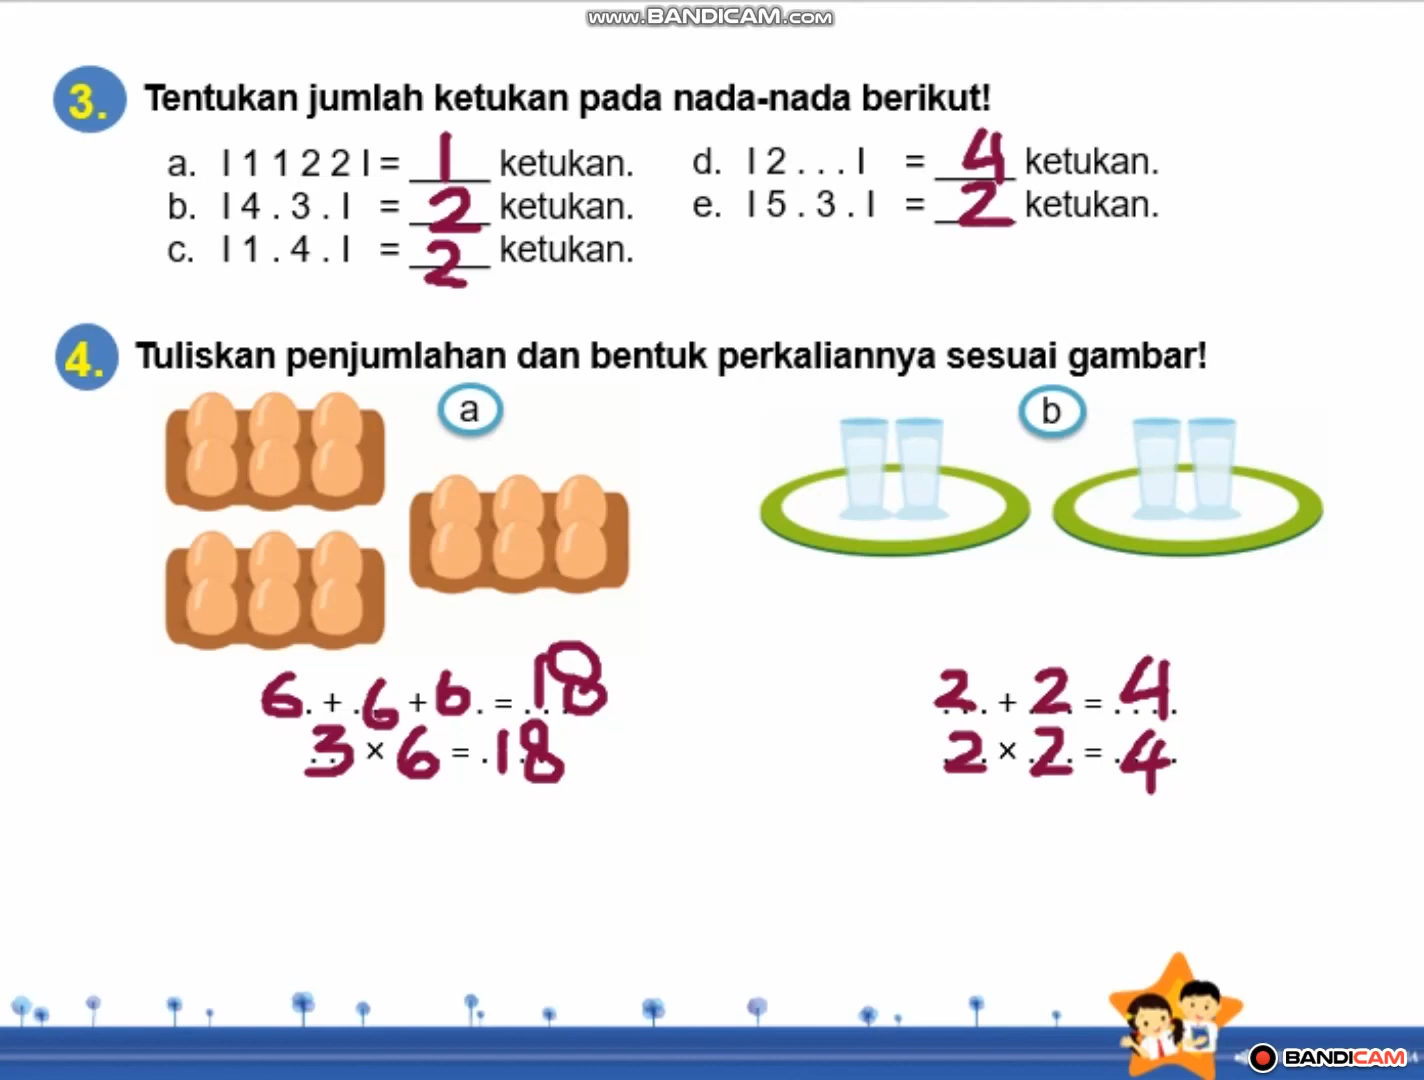 www.BANDICAM.com
3. Tentukan jumlah ketukan pada nada-nada berikut!
a. I 1 1 2 2 I = 1 ketukan.
b. I 4 . 3 . I = 2 ketukan.
c. I 1 . 4 . I = 2 ketukan.
d. I 2 . . . I = 4 ketukan.
e. I 5 . 3 . I = 2 ketukan.
4. Tuliskan penjumlahan dan bentuk perkaliannya sesuai gambar!
a
6 + 6 + 6 = 18
3 × 6 = 18
b
2 + 2 = 4
2 × 2 = 4
BANDICAM